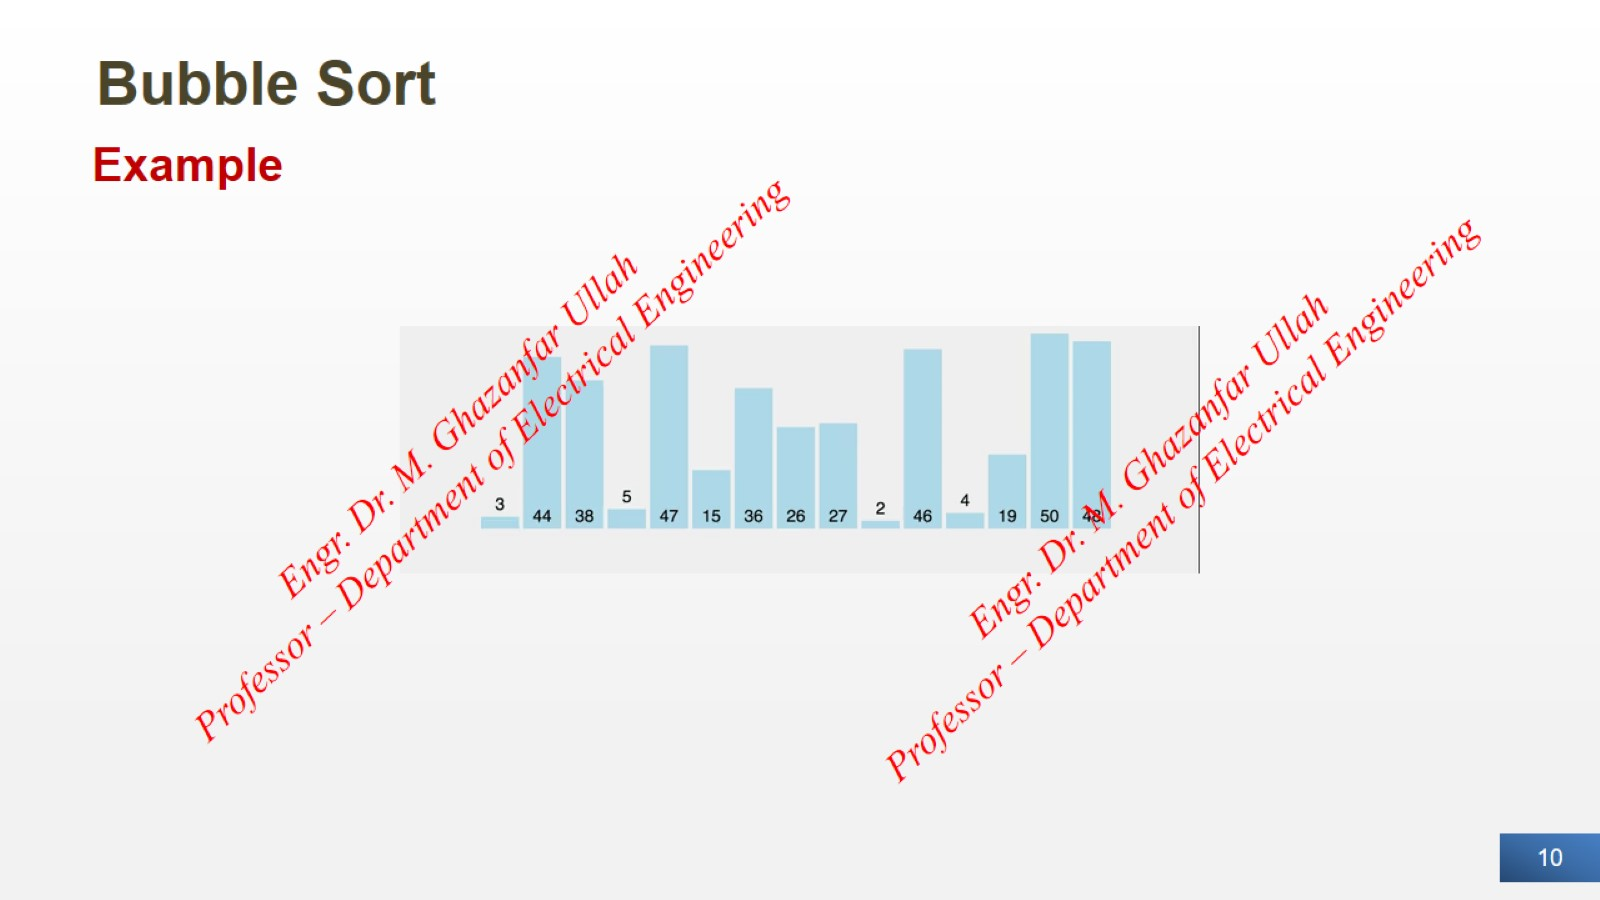 Bubble Sort
Example
Engr. Dr. M. Ghazanfar Ullah
Professor – Department of Electrical Engineering
Engr. Dr. M. Ghazanfar Ullah
Professor – Department of Electrical Engineering
3 44 38 5 47 15 36 26 27 2 46 4 19 50 48
10